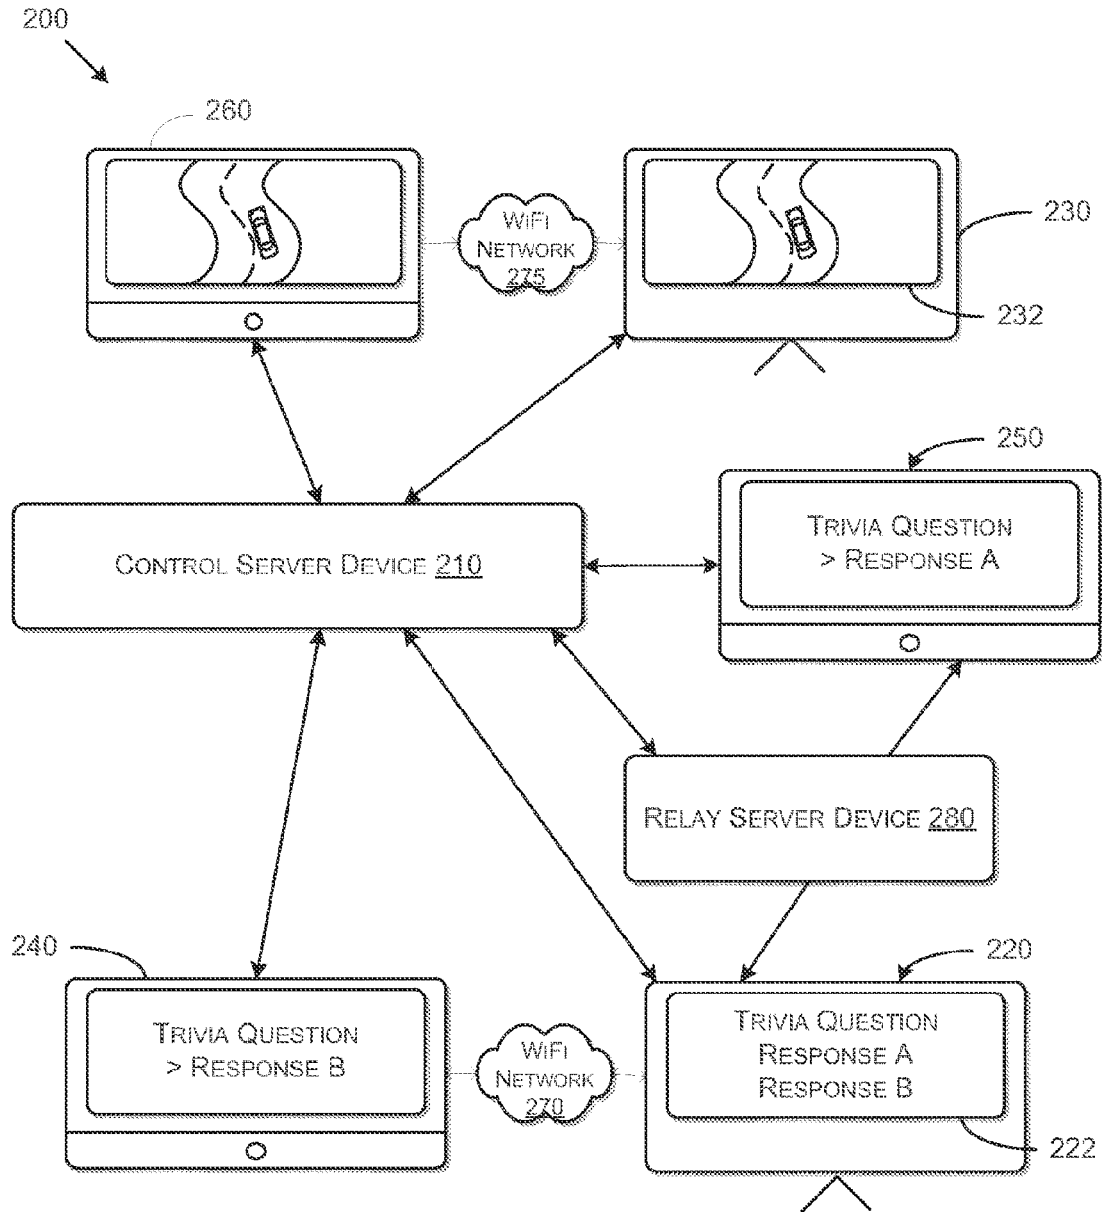 200
260
WiFi
Network
275
230
232
250
Trivia Question
> Response A
Control Server Device 210
Relay Server Device 280
240
220
Trivia Question
> Response B
WiFi
Network
270
Trivia Question
Response A
Response B
222